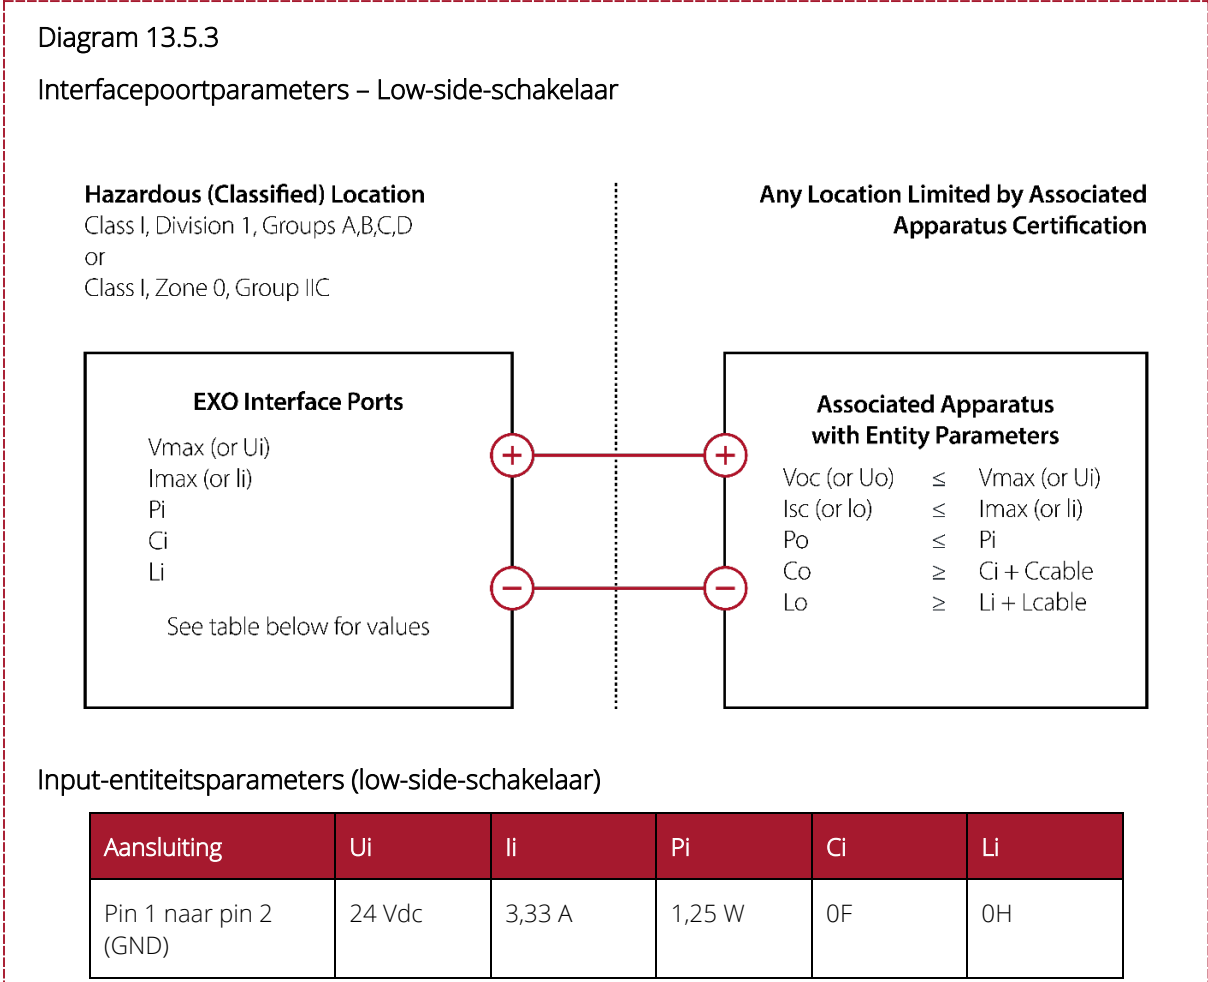 Diagram 13.5.3
Interfacepoortparameters – Low-side-schakelaar
Hazardous (Classified) Location
Class I, Division 1, Groups A,B,C,D
or
Class I, Zone 0, Group IIC
Any Location Limited by Associated
Apparatus Certification
EXO Interface Ports
Vmax (or Ui)
Imax (or Ii)
Pi
Ci
Li
See table below for values
+
−
+
−
Associated Apparatus
with Entity Parameters
Voc (or Uo) ≤ Vmax (or Ui)
Isc (or Io) ≤ Imax (or Ii)
Po ≤ Pi
Co ≥ Ci + Ccable
Lo ≥ Li + Lcable
Input-entiteitsparameters (low-side-schakelaar)
Aansluiting Ui Ii Pi Ci Li
Pin 1 naar pin 2 24 Vdc 3,33 A 1,25 W 0F 0H
(GND)